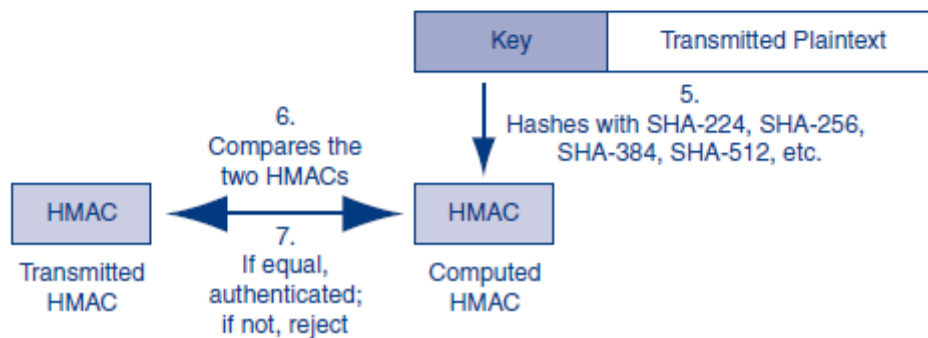 Key
Transmitted Plaintext
5.
Hashes with SHA-224, SHA-256,
SHA-384, SHA-512, etc.
6.
Compares the
two HMACs
HMAC
HMAC
Transmitted
HMAC
7.
If equal,
authenticated;
if not, reject
Computed
HMAC